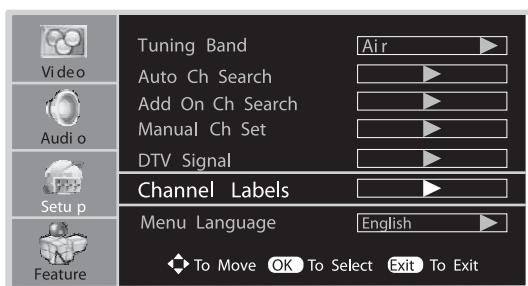 Video
Audio
Setup
Feature
Tuning Band Air
Auto Ch Search
Add On Ch Search
Manual Ch Set
DTV Signal
Channel Labels
Menu Language English
To Move OK To Select Exit To Exit